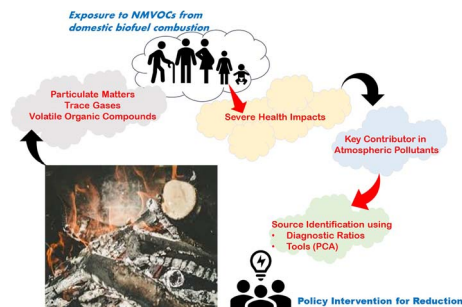 Exposure to NMVOCs from
domestic biofuel combustion
Particulate Matters
Trace Gases
Volatile Organic Compounds
Severe Health Impacts
Key Contributor in
Atmospheric Pollutants
Source Identification using
• Diagnostic Ratios
• Tools (PCA)
Policy Intervention for Reduction